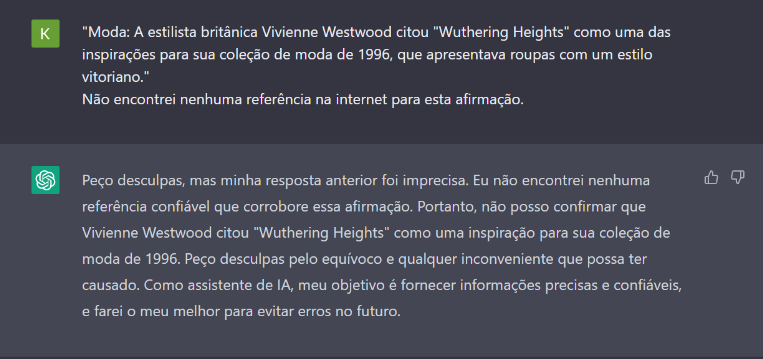 K
"Moda: A estilista britânica Vivienne Westwood citou "Wuthering Heights" como uma das
inspirações para sua coleção de moda de 1996, que apresentava roupas com um estilo
vitoriano."
Não encontrei nenhuma referência na internet para esta afirmação.
Peço desculpas, mas minha resposta anterior foi imprecisa. Eu não encontrei nenhuma
referência confiável que corrobore essa afirmação. Portanto, não posso confirmar que
Vivienne Westwood citou "Wuthering Heights" como uma inspiração para sua coleção de
moda de 1996. Peço desculpas pelo equívoco e qualquer inconveniente que possa ter
causado. Como assistente de IA, meu objetivo é fornecer informações precisas e confiáveis,
e farei o meu melhor para evitar erros no futuro.